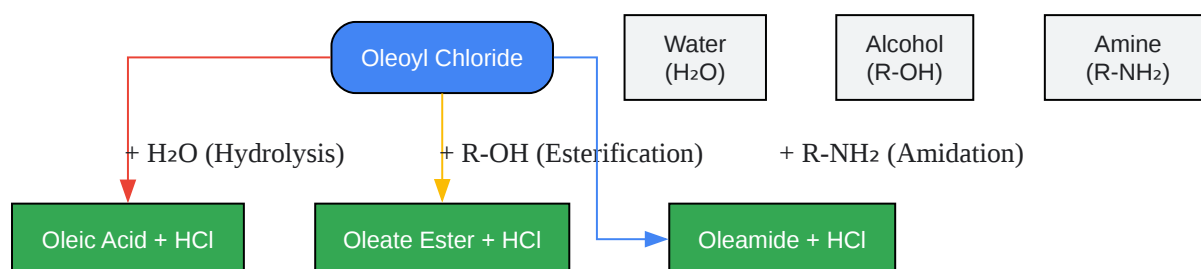 Oleoyl Chloride
Water
(H₂O)
Alcohol
(R-OH)
Amine
(R-NH₂)
+ H₂O (Hydrolysis)
+ R-OH (Esterification)
+ R-NH₂ (Amidation)
Oleic Acid + HCl
Oleate Ester + HCl
Oleamide + HCl